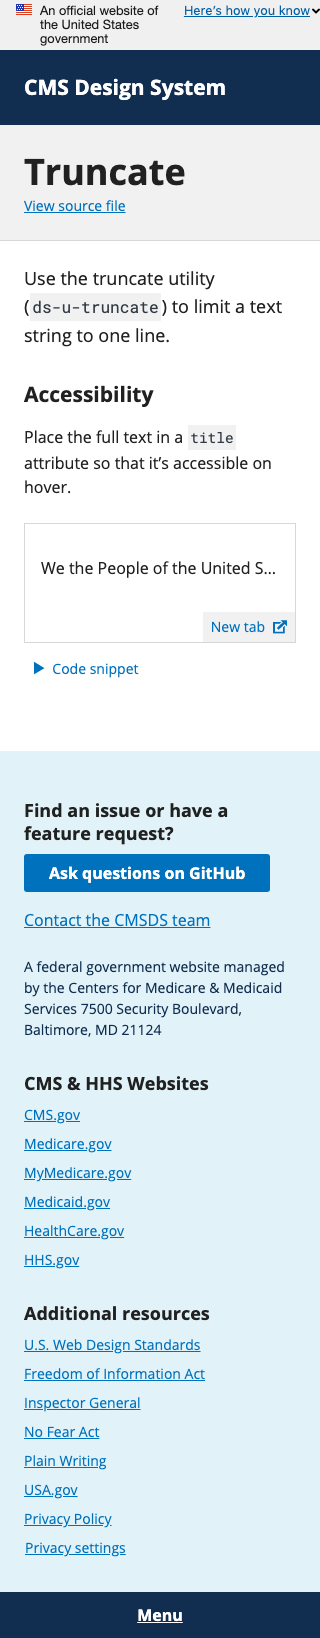 An official website of
the United States
government
Here's how you know
CMS Design System
Truncate
View source file
Use the truncate utility
(ds-u-truncate) to limit a text
string to one line.
Accessibility
Place the full text in a title
attribute so that it’s accessible on
hover.
We the People of the United S...
New tab
Code snippet
Find an issue or have a
feature request?
Ask questions on GitHub
Contact the CMSDS team
A federal government website managed
by the Centers for Medicare & Medicaid
Services 7500 Security Boulevard,
Baltimore, MD 21124
CMS & HHS Websites
CMS.gov
Medicare.gov
MyMedicare.gov
Medicaid.gov
HealthCare.gov
HHS.gov
Additional resources
U.S. Web Design Standards
Freedom of Information Act
Inspector General
No Fear Act
Plain Writing
USA.gov
Privacy Policy
Privacy settings
Menu